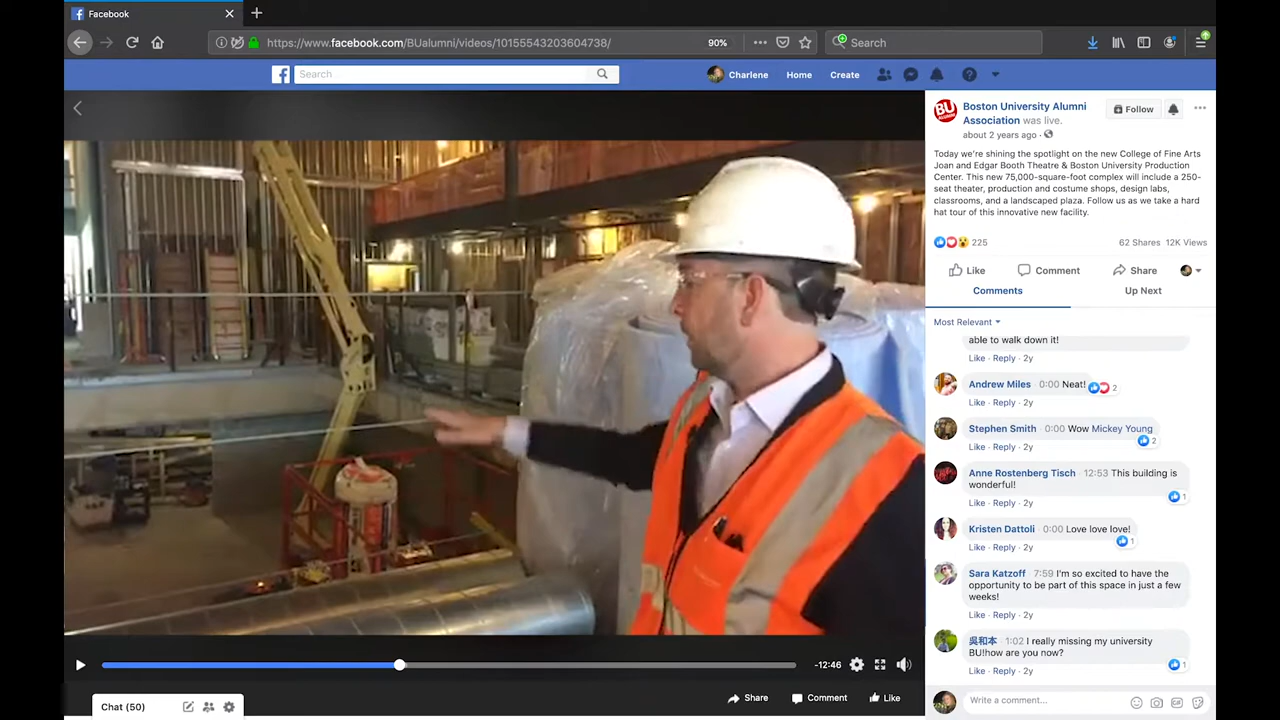 Facebook
https://www.facebook.com/BUalumni/videos/10155543203604738/
90%
Search
Search
Charlene
Home
Create
Boston University Alumni
Association was live.
about 2 years ago
Follow
Today we're shining the spotlight on the new College of Fine Arts
Joan and Edgar Booth Theatre & Boston University Production
Center. This new 75,000-square-foot complex will include a 250-
seat theater, production and costume shops, design labs,
classrooms, and a landscaped plaza. Follow us as we take a hard
hat tour of this innovative new facility.
225
62 Shares 12K Views
Like
Comment
Share
Comments
Up Next
Most Relevant
able to walk down it!
Like · Reply · 2y
Andrew Miles · 0:00 Neat!
2
Like · Reply · 2y
Stephen Smith · 0:00 Wow Mickey Young
2
Like · Reply · 2y
Anne Rostenberg Tisch · 12:53 This building is
wonderful!
1
Like · Reply · 2y
Kristen Dattoli · 0:00 Love love love!
1
Like · Reply · 2y
Sara Katzoff · 7:59 I'm so excited to have the
opportunity to be part of this space in just a few
weeks!
Like · Reply · 2y
吳和本 · 1:02 I really missing my university
BU!how are you now?
1
Like · Reply · 2y
Write a comment...
GIF
-12:46
Chat (50)
Share
Comment
Like